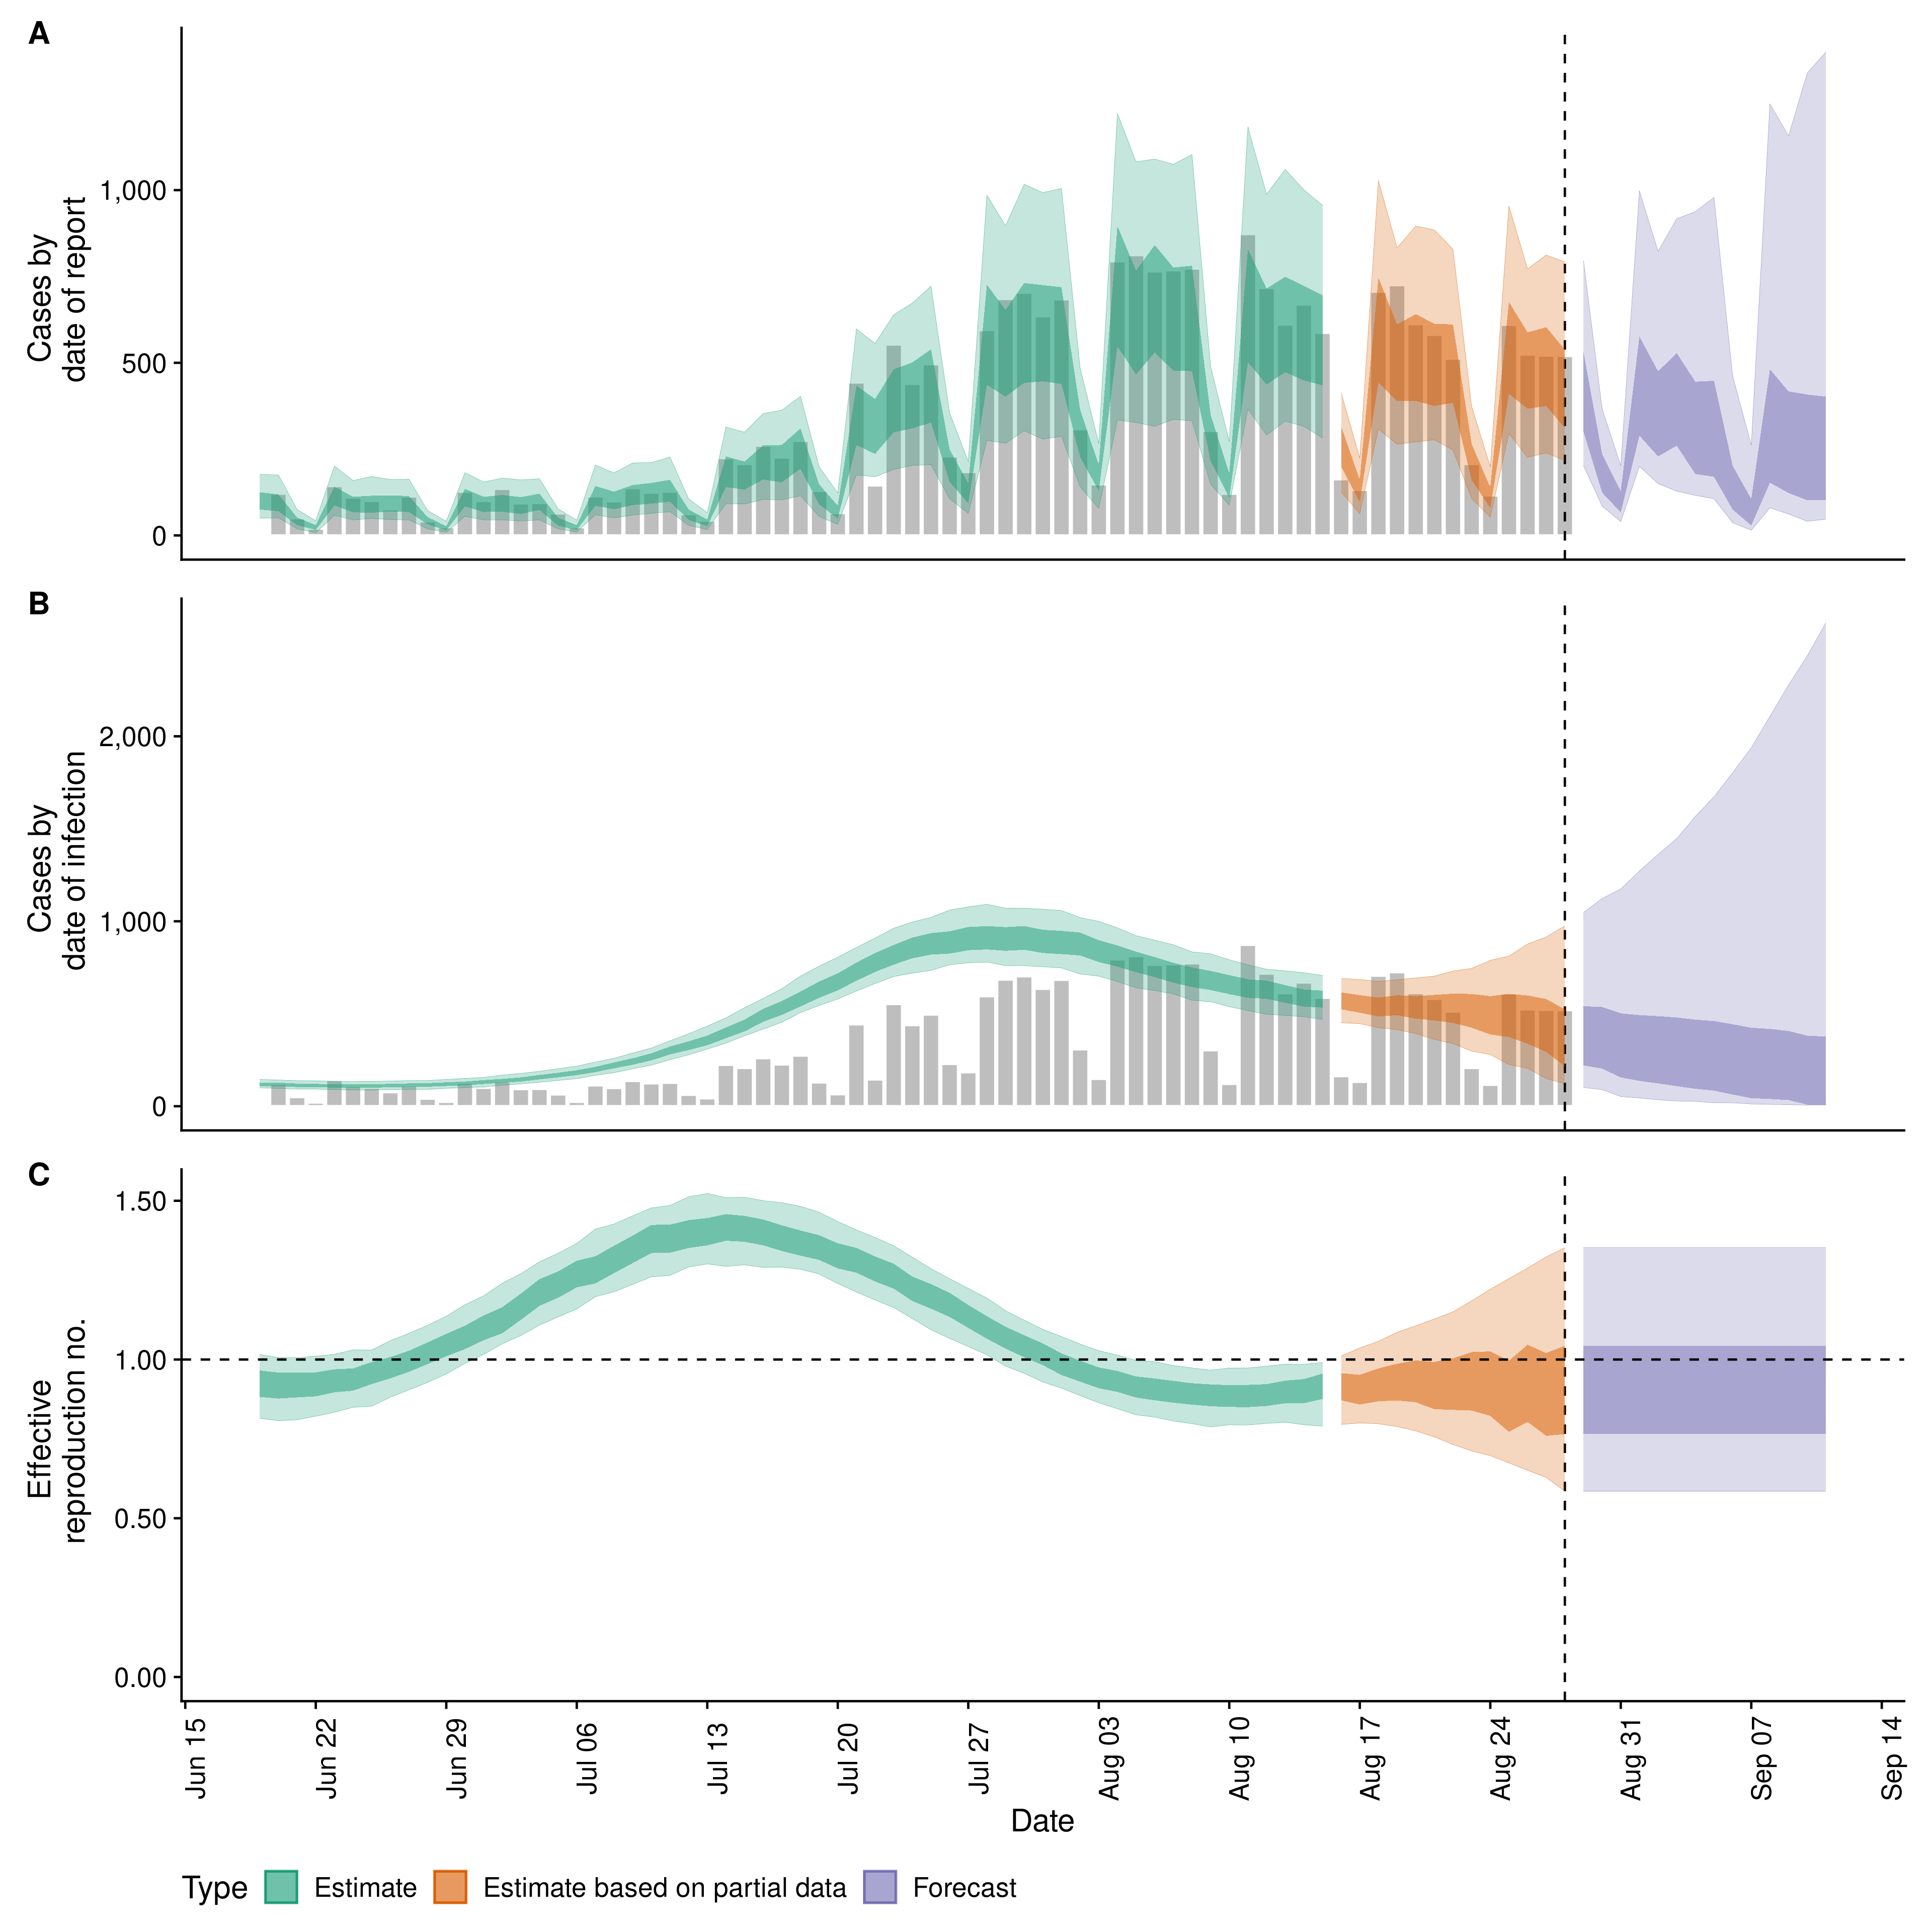 A
Cases by
date of report
1,000
500
0
B
Cases by
date of infection
2,000
1,000
0
C
Effective
reproduction no.
1.50
1.00
0.50
0.00
Jun 15
Jun 22
Jun 29
Jul 06
Jul 13
Jul 20
Jul 27
Aug 03
Aug 10
Aug 17
Aug 24
Aug 31
Sep 07
Sep 14
Date
Type Estimate Estimate based on partial data Forecast